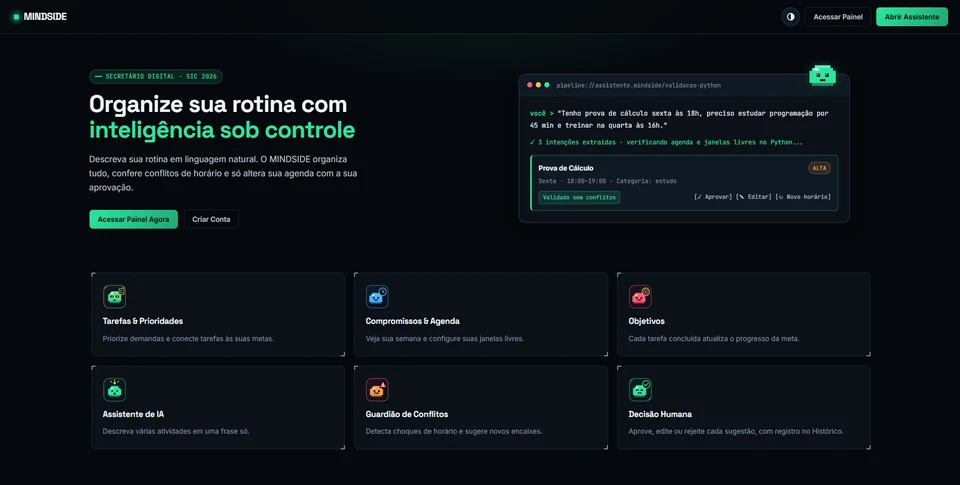 MINDSIDE
Acessar Painel
Abrir Assistente
SECRETÁRIO DIGITAL · SIC 2026
Organize sua rotina com
inteligência sob controle
Descreva sua rotina em linguagem natural. O MINDSIDE organiza
tudo, confere conflitos de horário e só altera sua agenda com a sua
aprovação.
Acessar Painel Agora
Criar Conta
pipeline://assistente.mindside/validacao-python
você > "Tenho prova de cálculo sexta às 18h, preciso estudar programação por
45 min e treinar na quarta às 16h."
✓ 3 intenções extraídas · verificando agenda e janelas livres no Python...
Prova de Cálculo
ALTA
Sexta · 18:00–19:00 · Categoria: estudo
Validado sem conflitos
[✓ Aprovar] [✎ Editar] [↻ Novo horário]
Tarefas & Prioridades
Priorize demandas e conecte tarefas às suas metas.
Compromissos & Agenda
Veja sua semana e configure suas janelas livres.
Objetivos
Cada tarefa concluída atualiza o progresso da meta.
Assistente de IA
Descreva várias atividades em uma frase só.
Guardião de Conflitos
Detecta choques de horário e sugere novos encaixes.
Decisão Humana
Aprove, edite ou rejeite cada sugestão, com registro no Histórico.